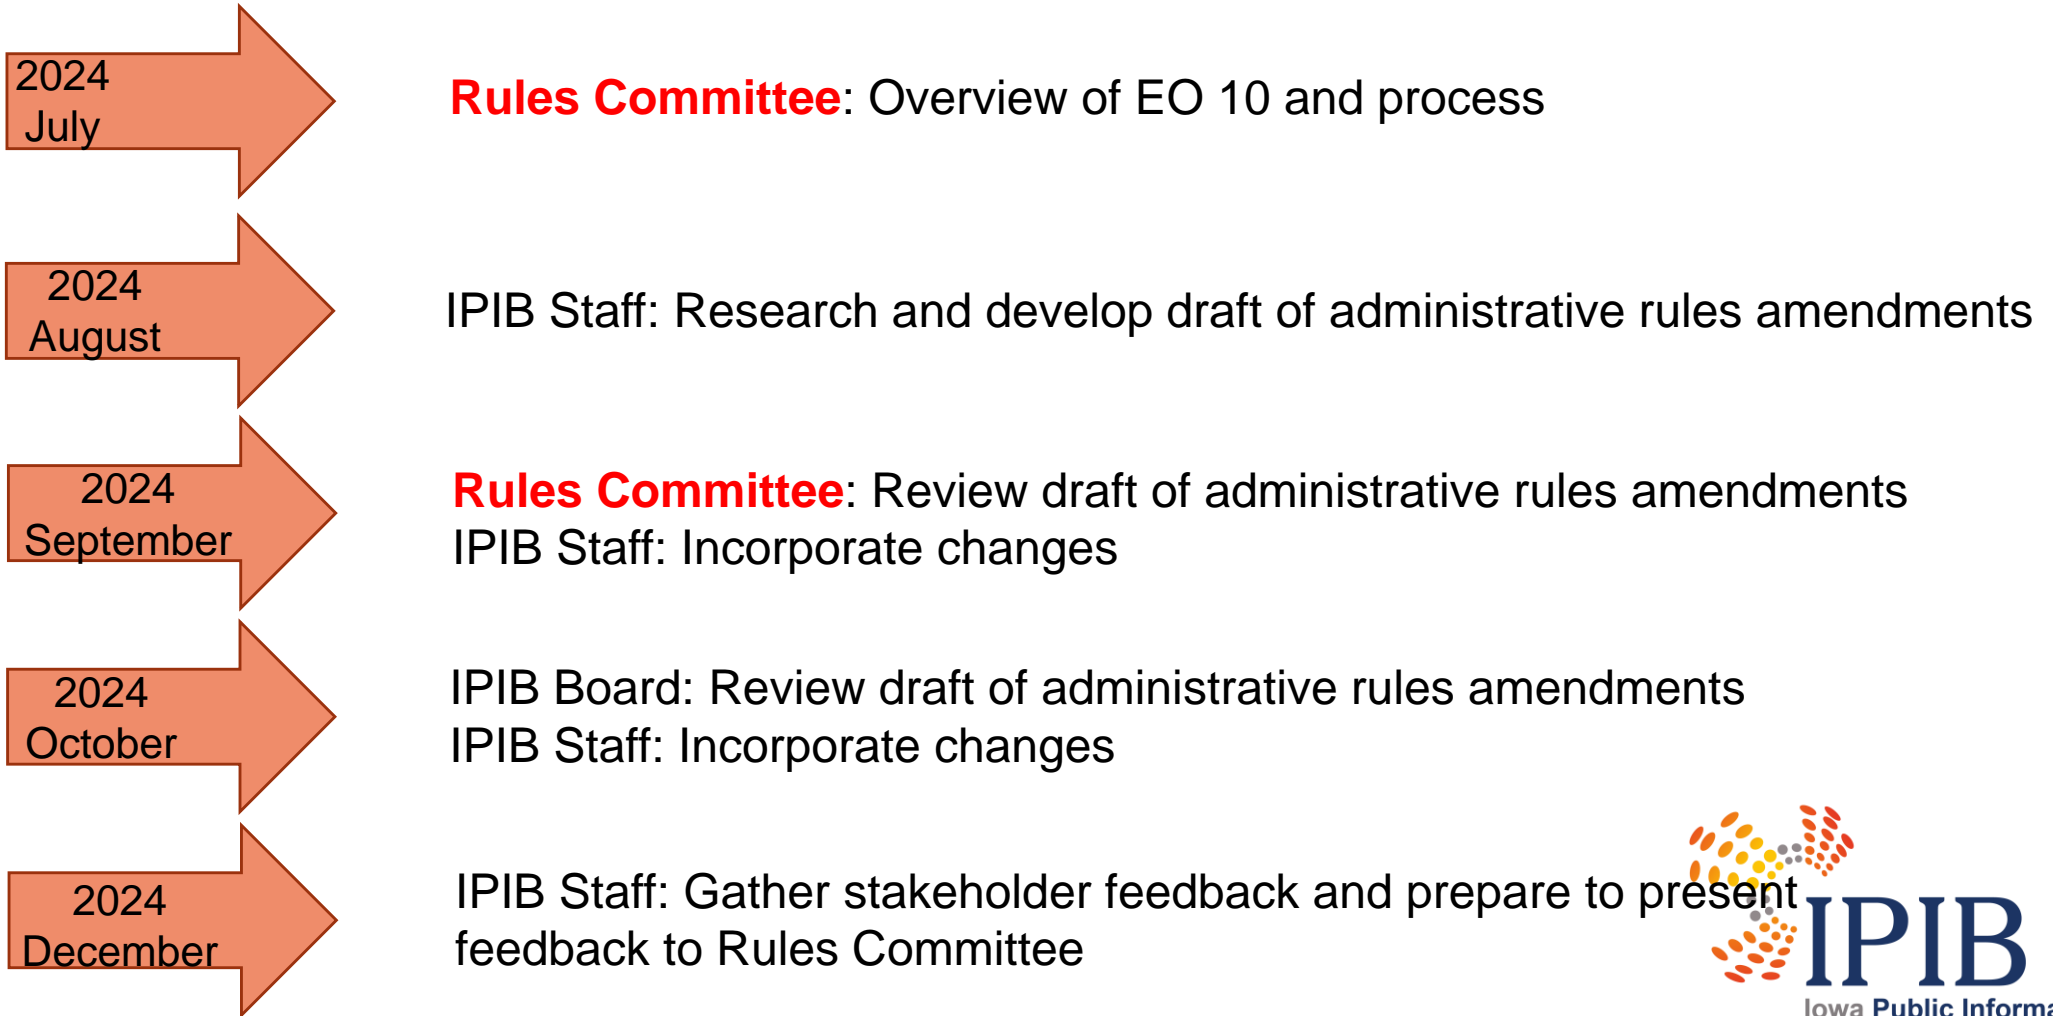 2024
July
Rules Committee: Overview of EO 10 and process
2024
August
IPIB Staff: Research and develop draft of administrative rules amendments
2024
September
Rules Committee: Review draft of administrative rules amendments
IPIB Staff: Incorporate changes
2024
October
IPIB Board: Review draft of administrative rules amendments
IPIB Staff: Incorporate changes
2024
December
IPIB Staff: Gather stakeholder feedback and prepare to present
feedback to Rules Committee
IPIB
Iowa Public Informa